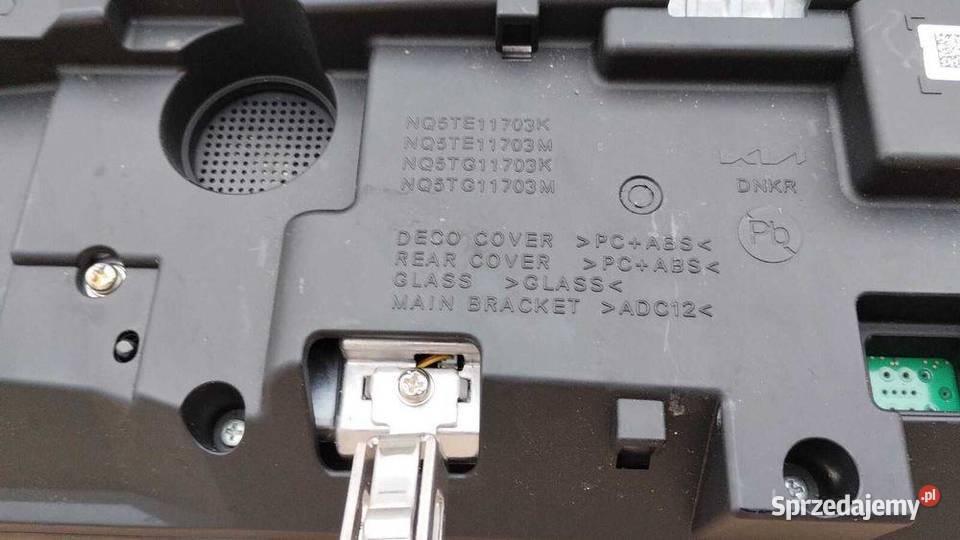 NQ5TE11703K
NQ5TE11703M
NQ5TG11703K
NQ5TG11703M
KIA
DNKR
Pb
DECO COVER >PC+ABS<
REAR COVER >PC+ABS<
GLASS >GLASS<
MAIN BRACKET >ADC12<
Sprzedajemy.pl